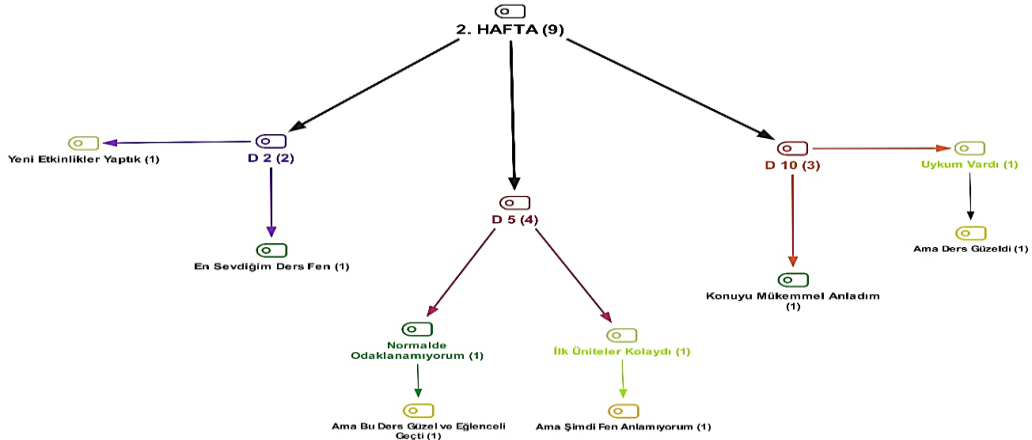 2. HAFTA (9)
Yeni Etkinlikler Yaptık (1)
D 2 (2)
D 10 (3)
Uykum Vardı (1)
D 5 (4)
En Sevdiğim Ders Fen (1)
Ama Ders Güzeldi (1)
Konuyu Mükemmel Anladım
(1)
Normalde
Odaklanamıyorum (1)
İlk Üniteler Kolaydı (1)
Ama Bu Ders Güzel ve Eğlenceli
Geçti (1)
Ama Şimdi Fen Anlamıyorum (1)